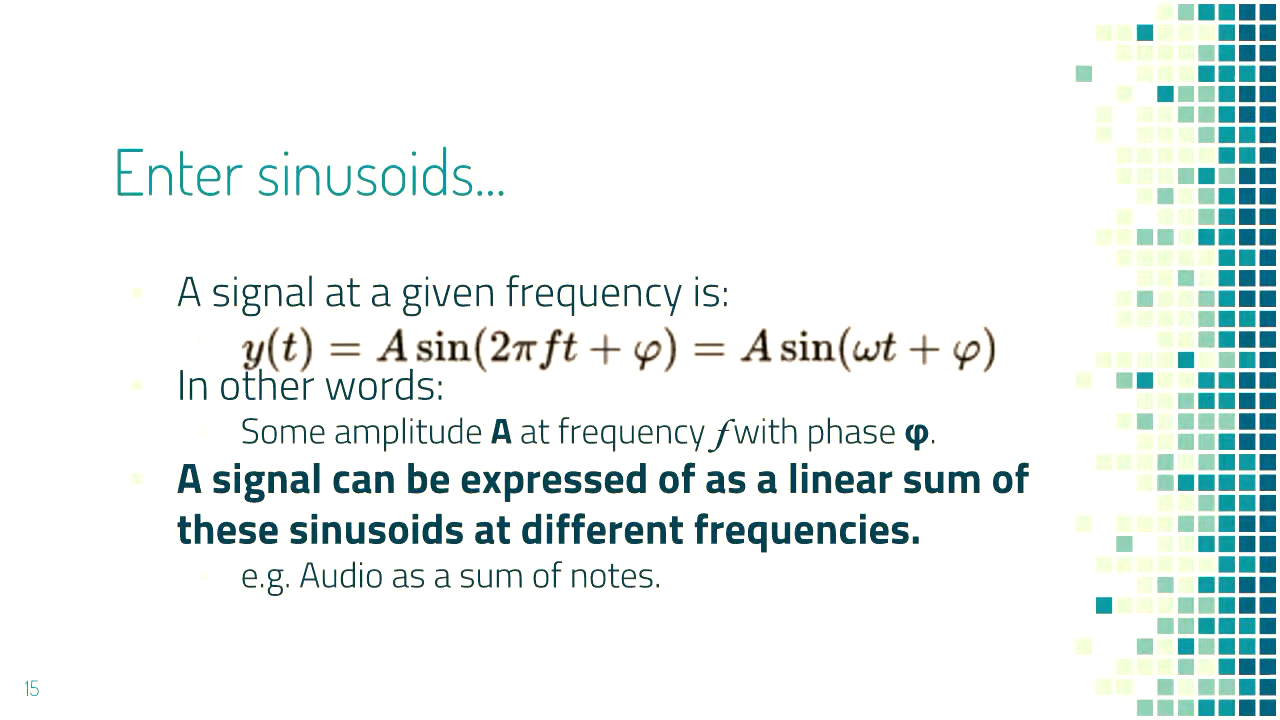 Enter sinusoids...
A signal at a given frequency is:
y(t) = A sin(2πft + φ) = A sin(ωt + φ)
In other words:
Some amplitude A at frequency f with phase φ.
A signal can be expressed of as a linear sum of
these sinusoids at different frequencies.
e.g. Audio as a sum of notes.
15